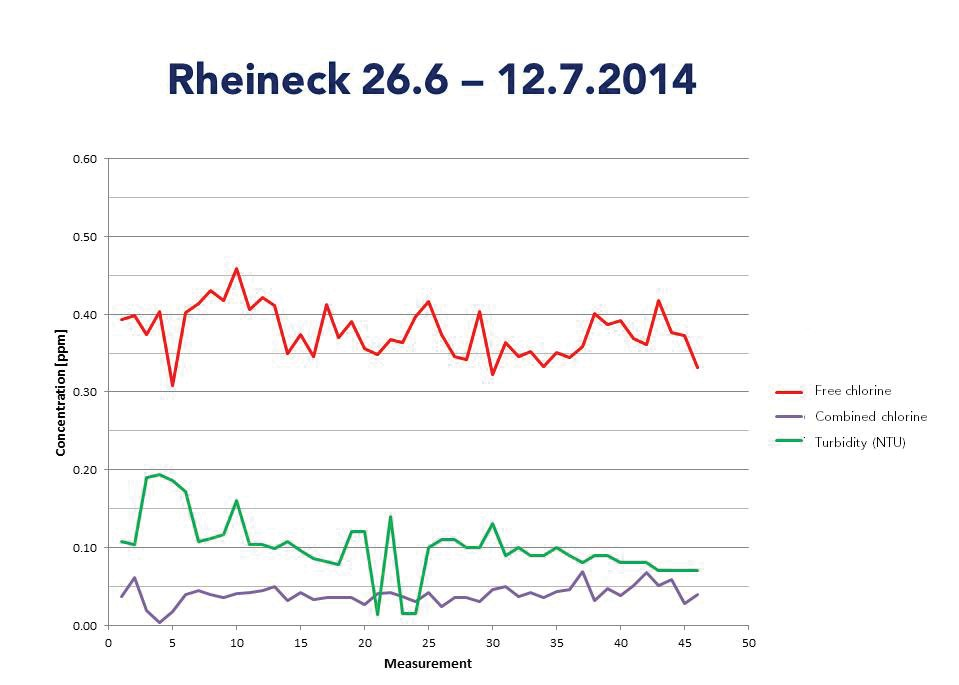 Rheineck 26.6 – 12.7.2014
0.60
0.50
0.40
0.30
0.20
0.10
0.00
Concentration [ppm]
0 5 10 15 20 25 30 35 40 45 50
Measurement
Free chlorine
Combined chlorine
Turbidity (NTU)